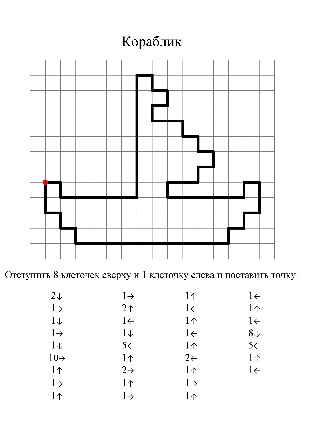 Кораблик
Отступить 8 клеточек сверху и 1 клеточку слева и поставить точку.
2↓ 1→ 1↑ 1←
1→ 2↑ 1← 1↑
1↓ 1← 1↑ 1←
1→ 1↓ 1← 8↓
1↓ 5← 1↑ 5←
10→ 1↑ 2← 1↑
1↑ 2→ 1↑ 1←
1→ 1↑ 1→
1↑ 1→ 1↑